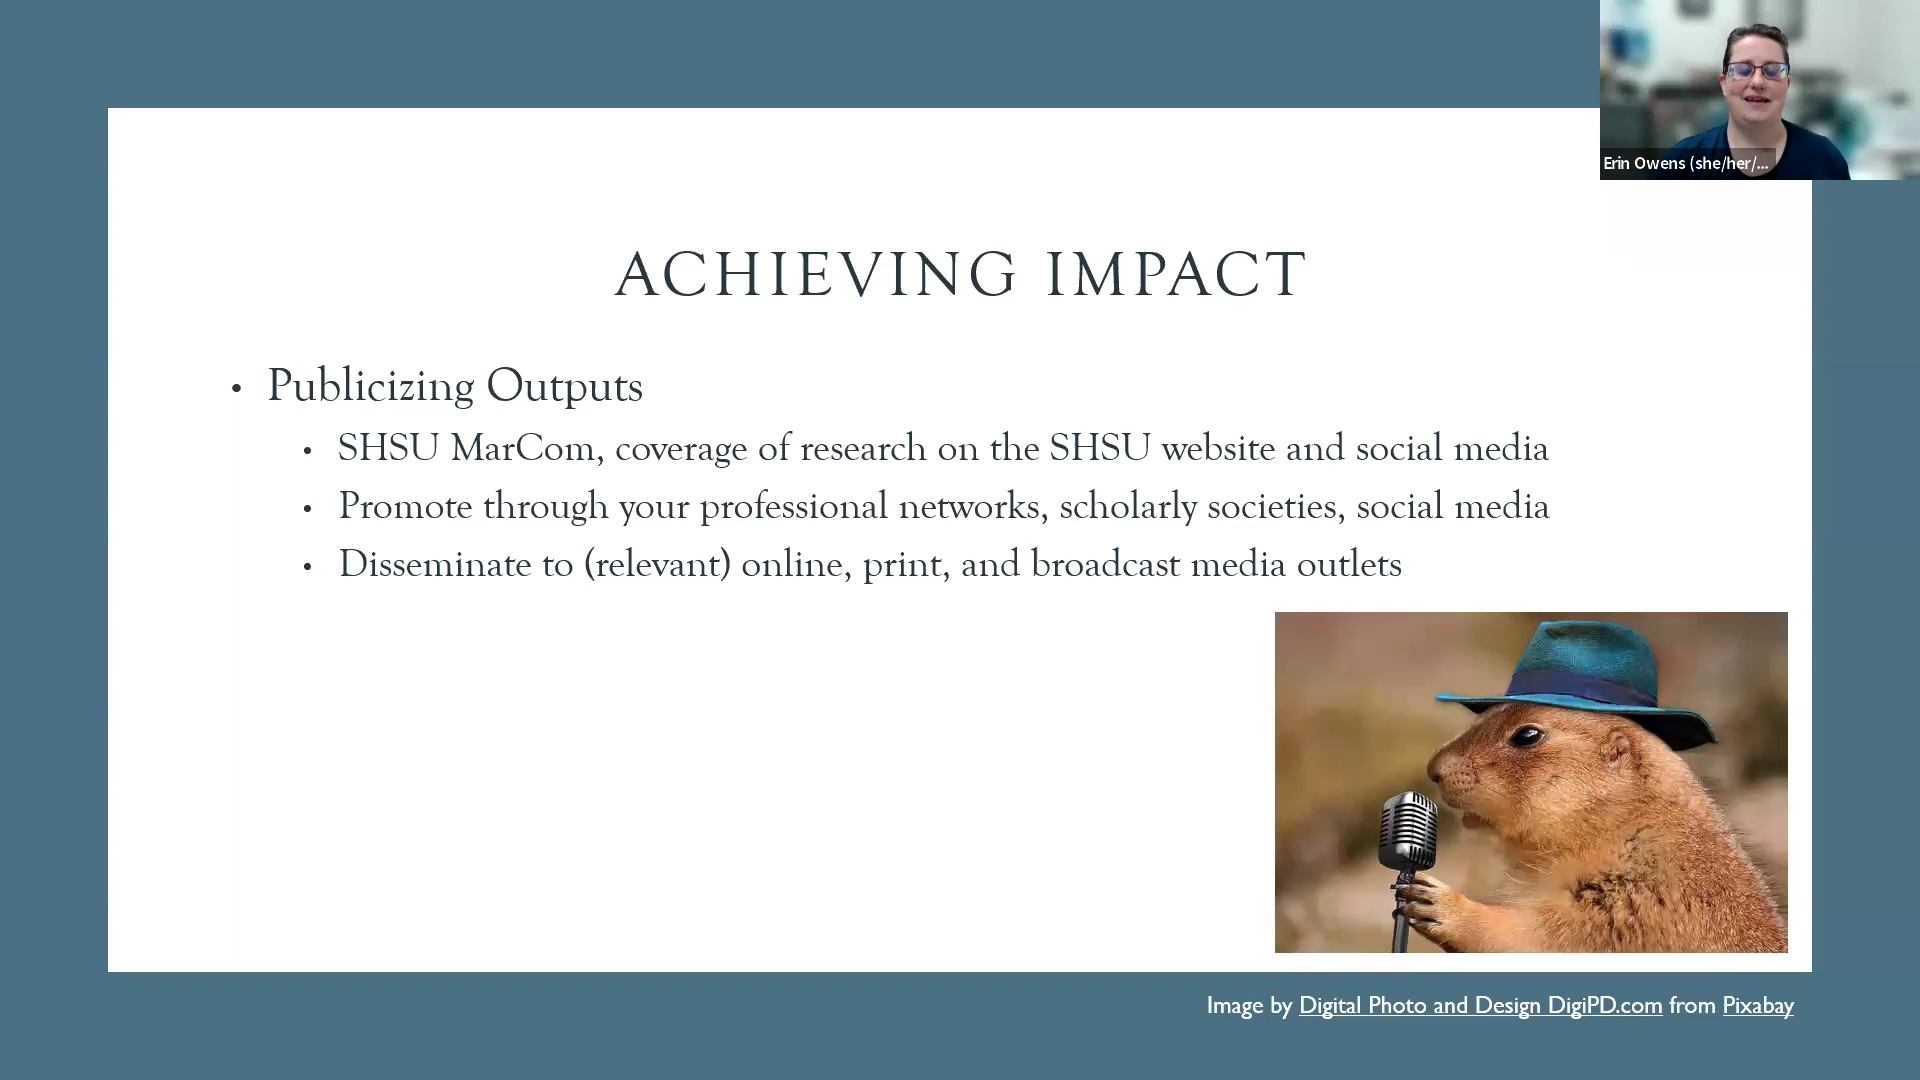 Erin Owens (she/her/...
ACHIEVING IMPACT
• Publicizing Outputs
• SHSU MarCom, coverage of research on the SHSU website and social media
• Promote through your professional networks, scholarly societies, social media
• Disseminate to (relevant) online, print, and broadcast media outlets
Image by Digital Photo and Design DigiPD.com from Pixabay